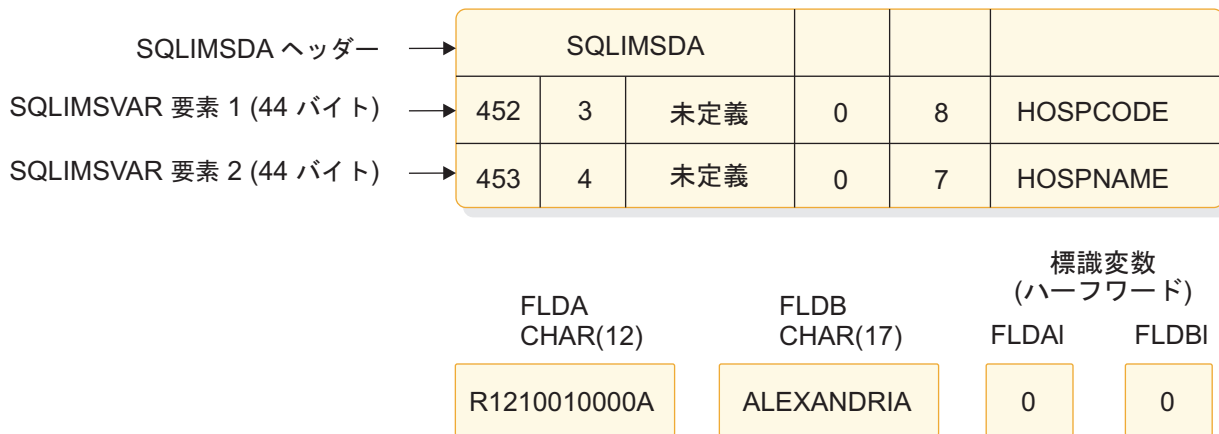 SQLIMSDA ヘッダー SQLIMSDA
SQLIMSVAR 要素 1 (44 バイト) 452 3 未定義 0 8 HOSPCODE
SQLIMSVAR 要素 2 (44 バイト) 453 4 未定義 0 7 HOSPNAME
標識変数
(ハーフワード)
FLDA FLDB
CHAR(12) CHAR(17) FLDAI FLDBI
R1210010000A ALEXANDRIA 0 0